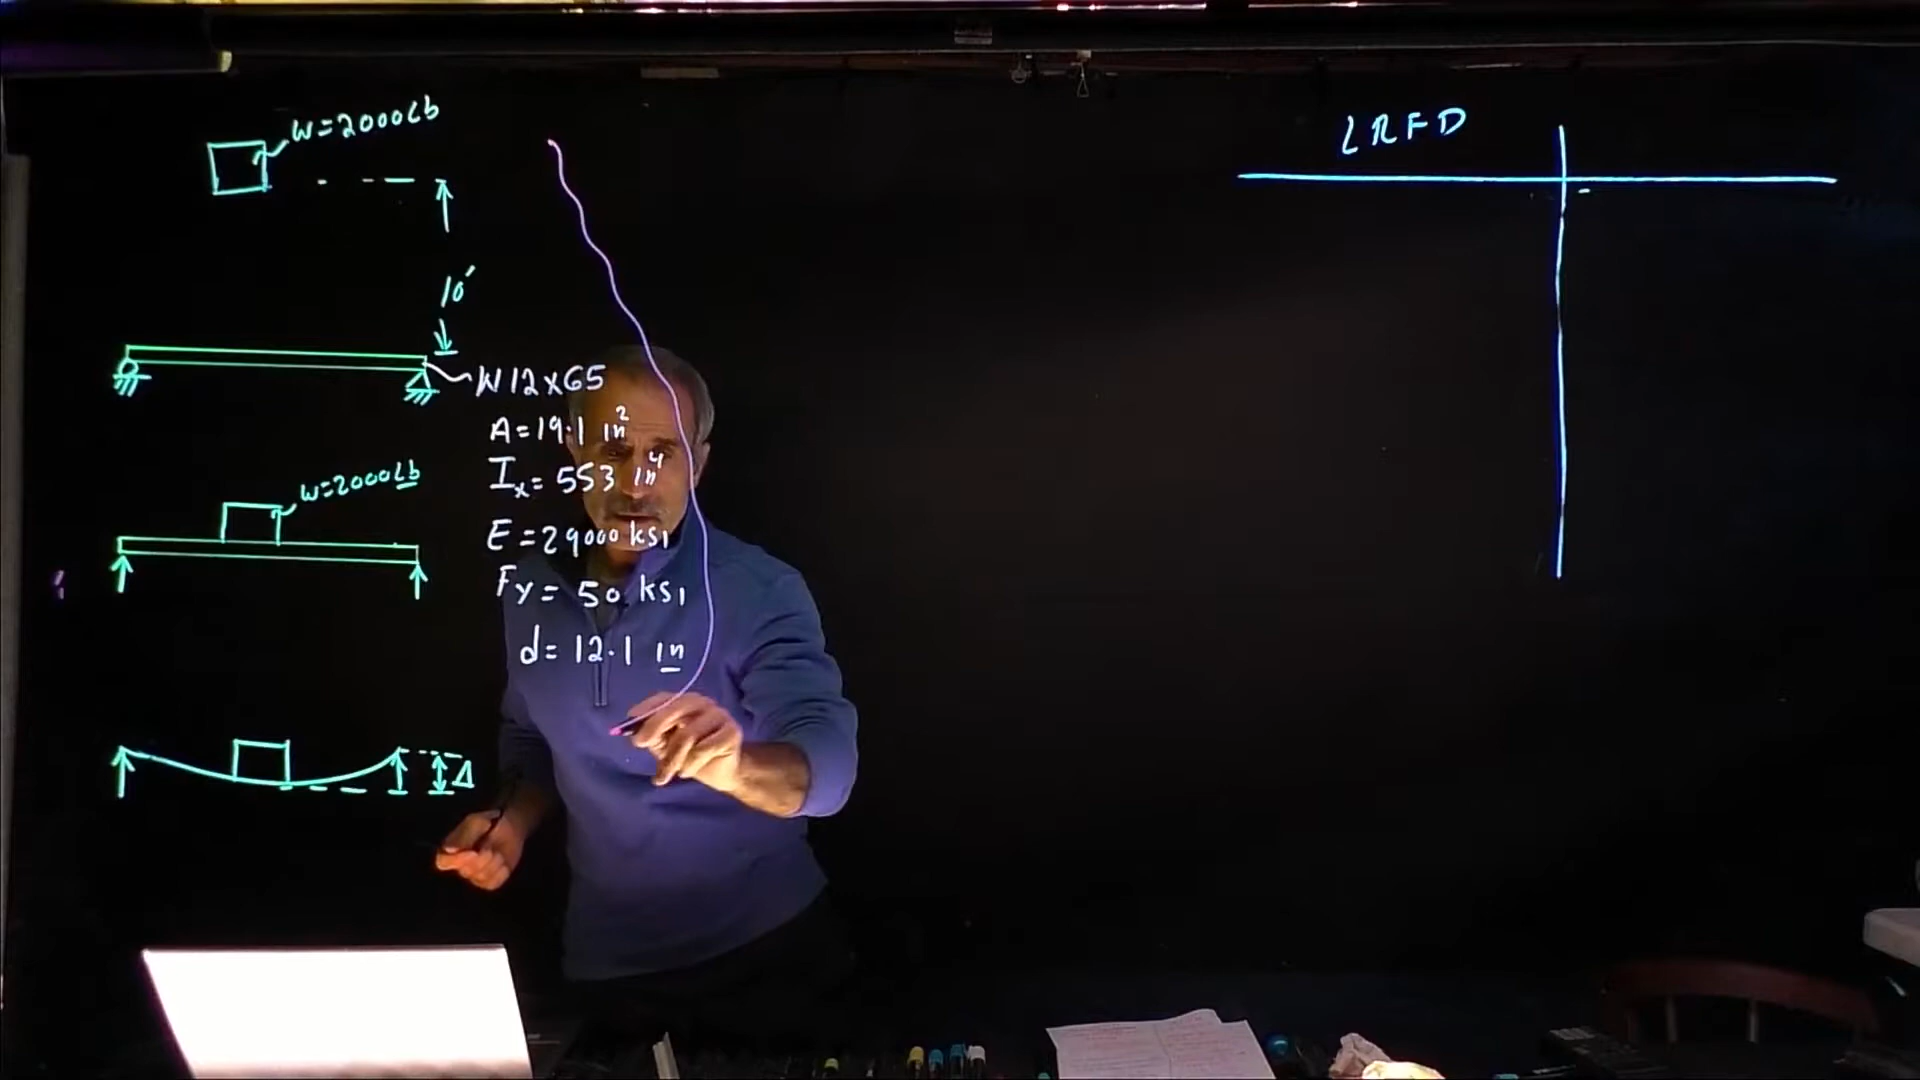 W=2000Lb
10'
W12x65
A=19.1 in²
Ix=553 in⁴
E=29000 ksi
Fy=50 ksi
d=12.1 in
W=2000Lb
Δ
LRFD